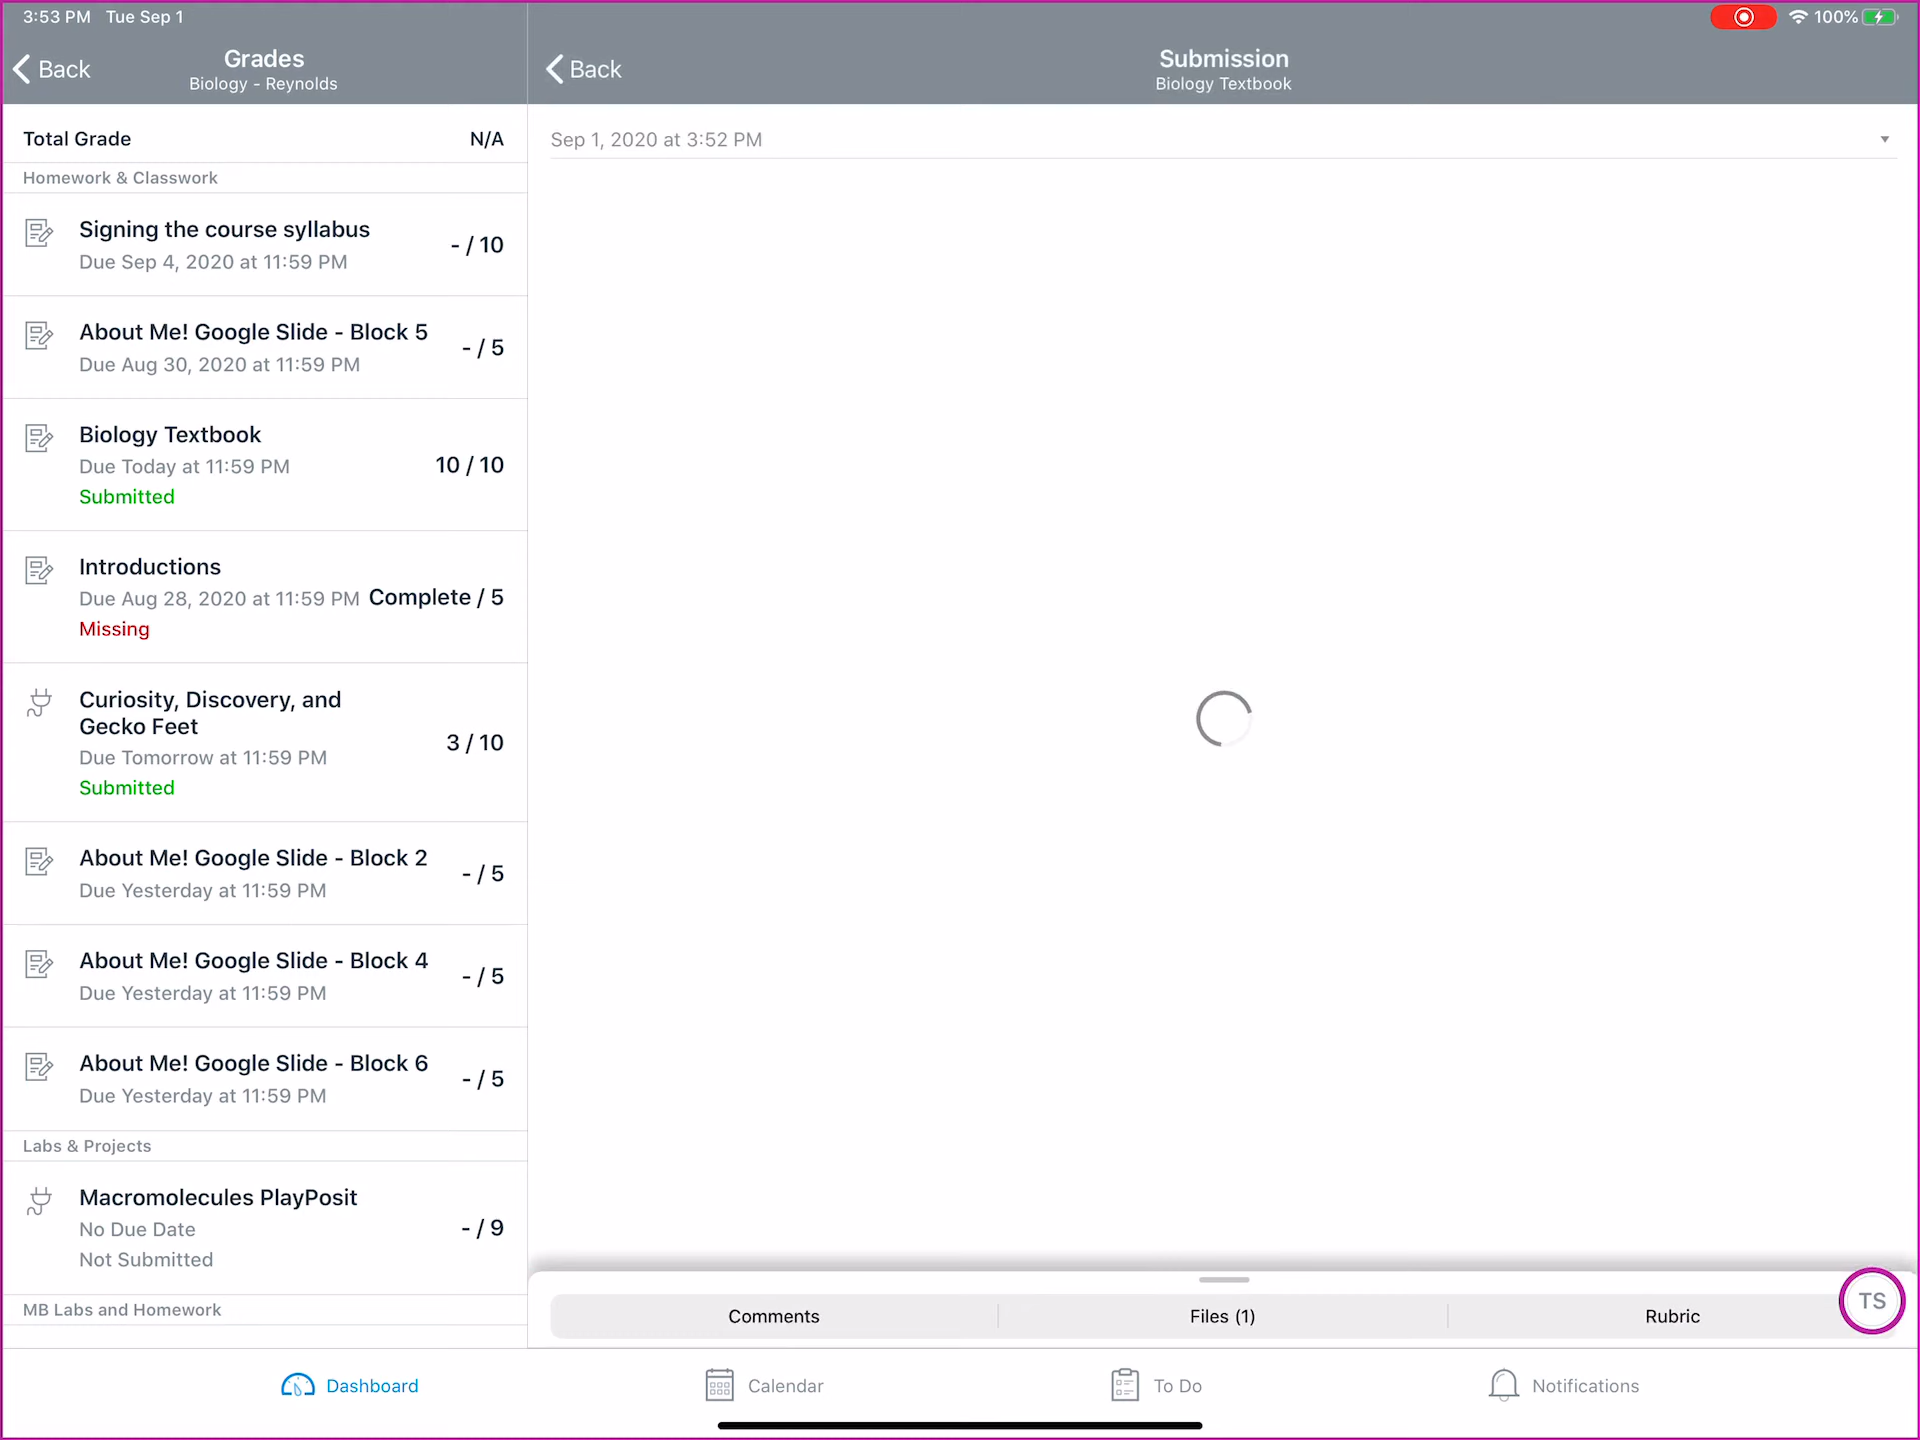 3:53 PM Tue Sep 1
100%
Back
Grades
Biology - Reynolds
Back
Submission
Biology Textbook
Total Grade
N/A
Homework & Classwork
Signing the course syllabus
Due Sep 4, 2020 at 11:59 PM
- / 10
About Me! Google Slide - Block 5
Due Aug 30, 2020 at 11:59 PM
- / 5
Biology Textbook
Due Today at 11:59 PM
10 / 10
Submitted
Introductions
Due Aug 28, 2020 at 11:59 PM
Complete / 5
Missing
Curiosity, Discovery, and
Gecko Feet
Due Tomorrow at 11:59 PM
3 / 10
Submitted
About Me! Google Slide - Block 2
Due Yesterday at 11:59 PM
- / 5
About Me! Google Slide - Block 4
Due Yesterday at 11:59 PM
- / 5
About Me! Google Slide - Block 6
Due Yesterday at 11:59 PM
- / 5
Labs & Projects
Macromolecules PlayPosit
No Due Date
- / 9
Not Submitted
MB Labs and Homework
Sep 1, 2020 at 3:52 PM
Comments
Files (1)
Rubric
TS
Dashboard
Calendar
To Do
Notifications